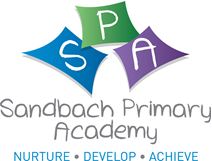 S P A
Sandbach Primary
Academy
NURTURE • DEVELOP • ACHIEVE